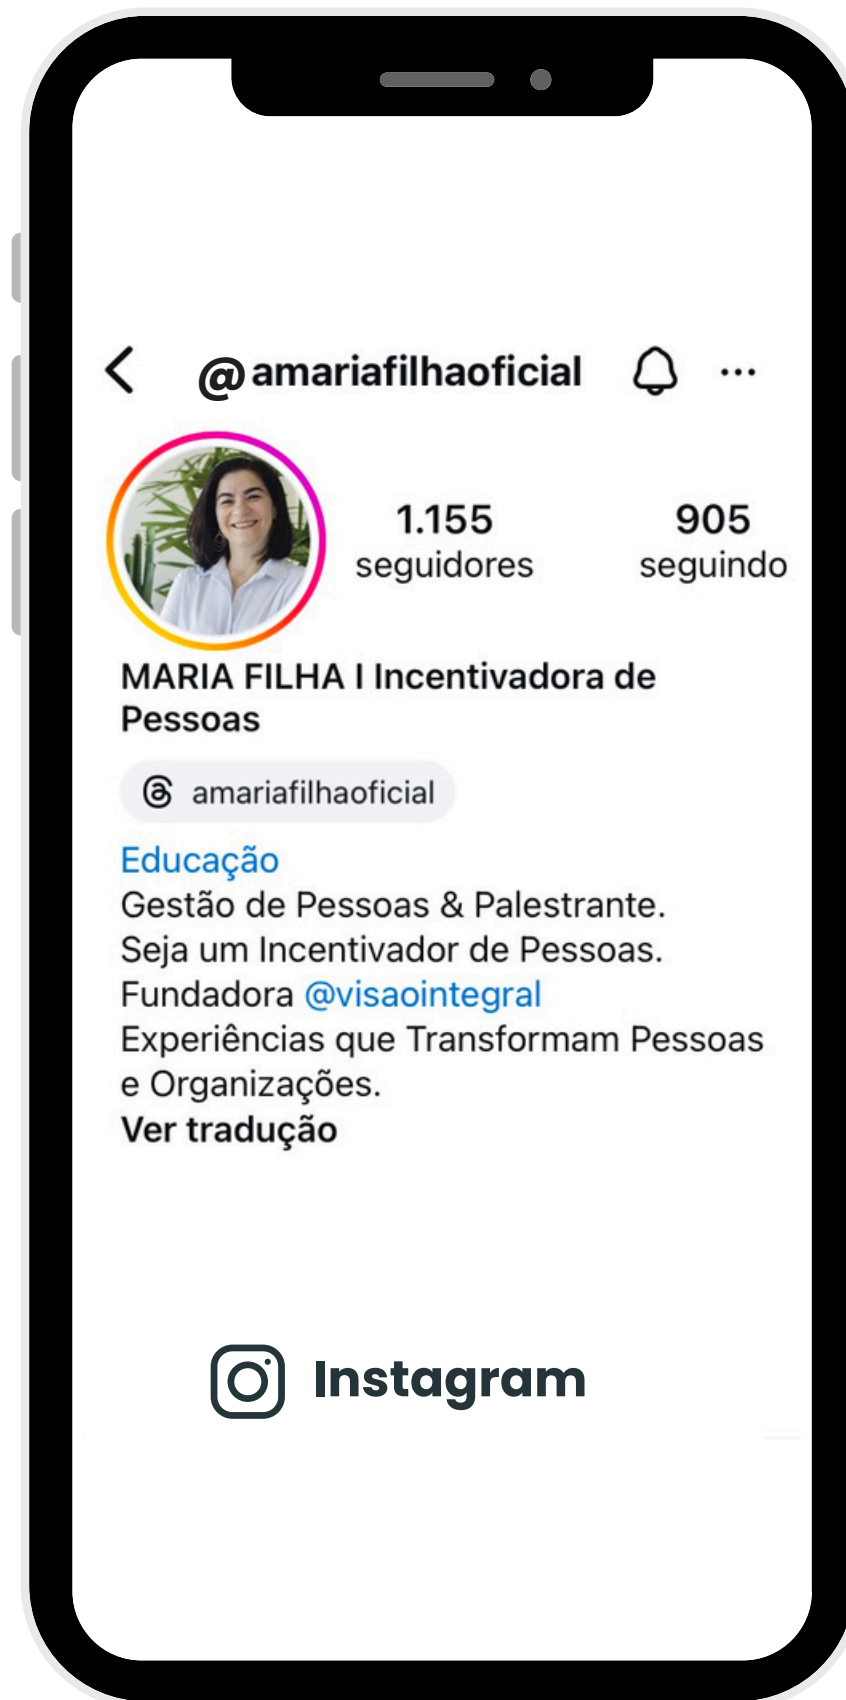 @amariafilhaoficial
1.155
seguidores
905
seguindo
MARIA FILHA I Incentivadora de
Pessoas
amariafilhaoficial
Educação
Gestão de Pessoas & Palestrante.
Seja um Incentivador de Pessoas.
Fundadora @visaointegral
Experiências que Transformam Pessoas
e Organizações.
Ver tradução
Instagram